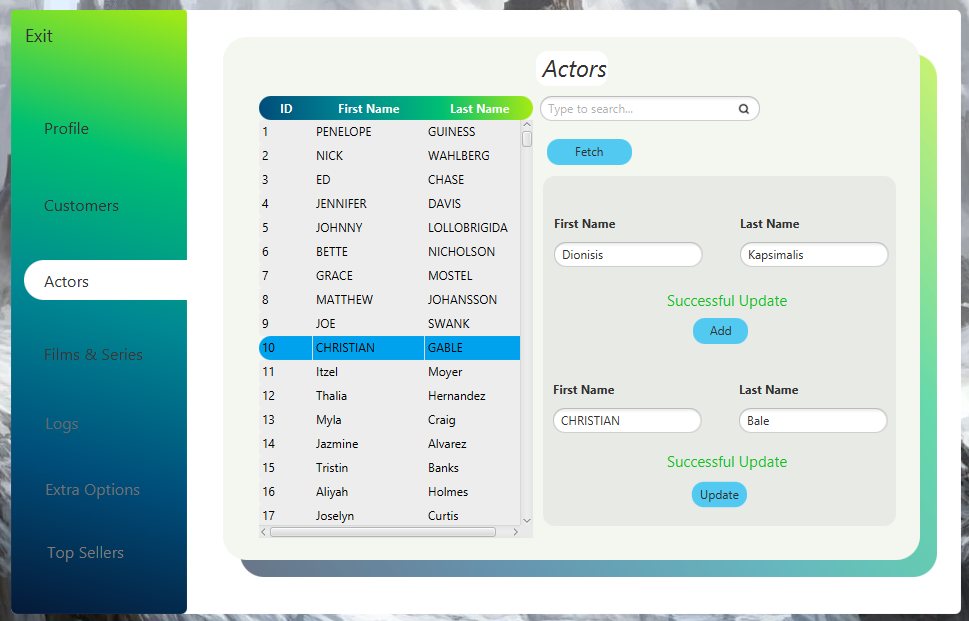 Exit
Profile
Customers
Actors
Films & Series
Logs
Extra Options
Top Sellers
Actors
ID First Name Last Name
1 PENELOPE GUINESS
2 NICK WAHLBERG
3 ED CHASE
4 JENNIFER DAVIS
5 JOHNNY LOLLOBRIGIDA
6 BETTE NICHOLSON
7 GRACE MOSTEL
8 MATTHEW JOHANSSON
9 JOE SWANK
10 CHRISTIAN GABLE
11 Itzel Moyer
12 Thalia Hernandez
13 Myla Craig
14 Jazmine Alvarez
15 Tristin Banks
16 Aliyah Holmes
17 Joselyn Curtis
Type to search...
Fetch
First Name Last Name
Dionisis Kapsimalis
Successful Update
Add
First Name Last Name
CHRISTIAN Bale
Successful Update
Update